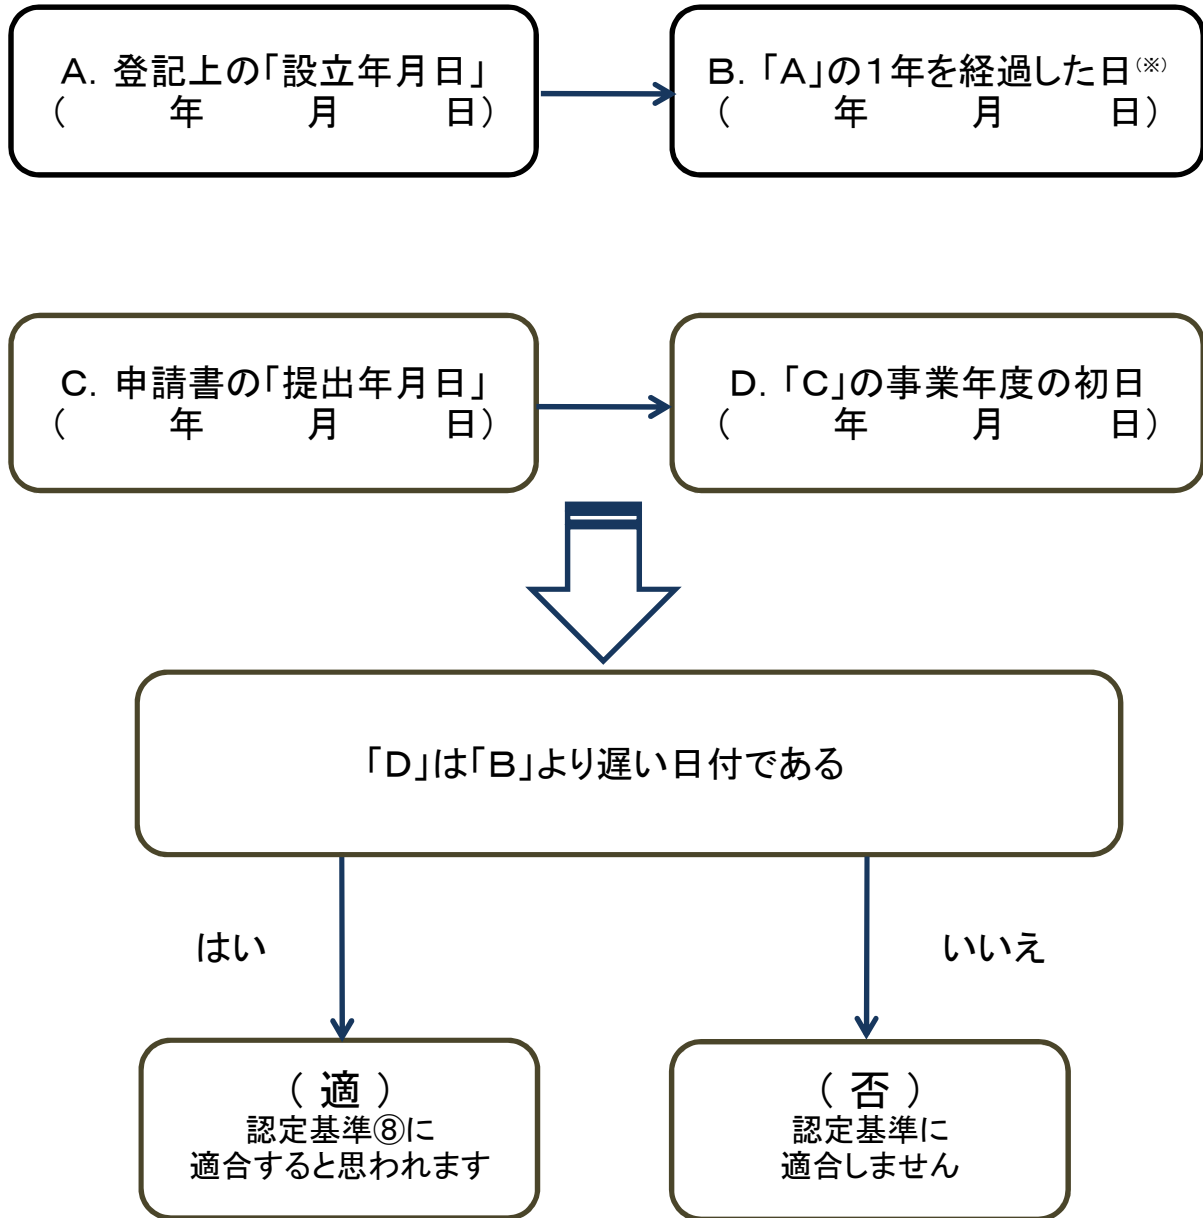 A. 登記上の「設立年月日」
(　　　年　　　月　　　日)
B. 「A」の1年を経過した日(※)
(　　　年　　　月　　　日)
C. 申請書の「提出年月日」
(　　　年　　　月　　　日)
D. 「C」の事業年度の初日
(　　　年　　　月　　　日)
「D」は「B」より遅い日付である
はい
いいえ
( 適 )
認定基準⑧に
適合すると思われます
( 否 )
認定基準に
適合しません